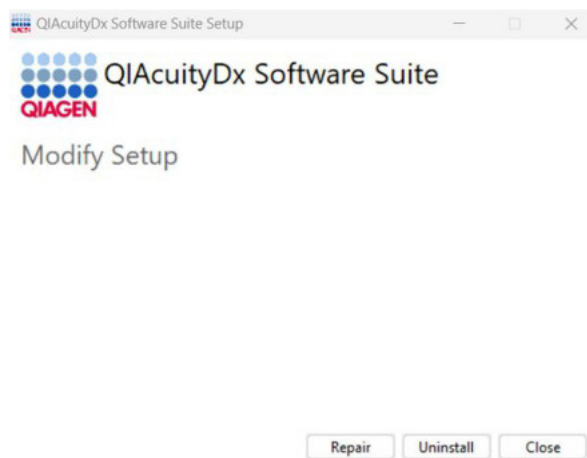 QIAcuityDx Software Suite Setup
QIAcuityDx Software Suite
QIAGEN
Modify Setup
Repair
Uninstall
Close